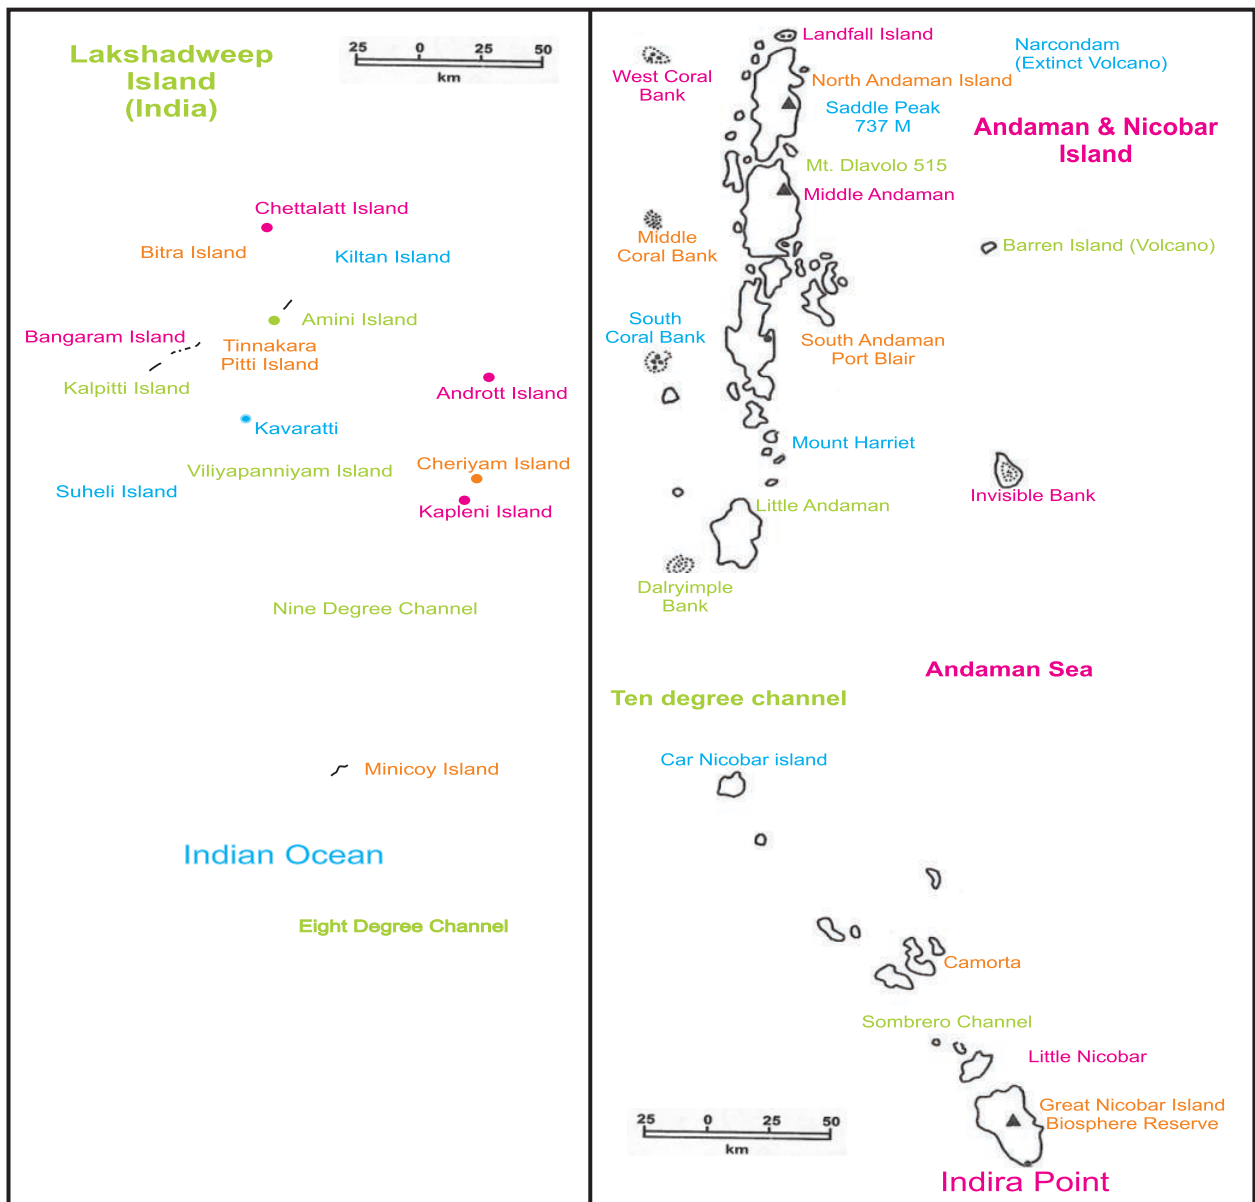 Lakshadweep
Island
(India)
25 0 25 50
km
Chettalatt Island
Bitra Island
Kiltan Island
Amini Island
Bangaram Island
Tinnakara
Pitti Island
Kalpitti Island
Andrott Island
Kavaratti
Viliyapanniyam Island
Cheriyam Island
Suheli Island
Kapleni Island
Nine Degree Channel
Minicoy Island
Indian Ocean
Eight Degree Channel
Landfall Island
Narcondam
(Extinct Volcano)
West Coral
Bank
North Andaman Island
Saddle Peak
737 M
Andaman & Nicobar
Island
Mt. Dlavolo 515
Middle Andaman
Middle
Coral Bank
Barren Island (Volcano)
South
Coral Bank
South Andaman
Port Blair
Mount Harriet
Invisible Bank
Little Andaman
Dalryimple
Bank
Andaman Sea
Ten degree channel
Car Nicobar island
Camorta
Sombrero Channel
Little Nicobar
Great Nicobar Island
Biosphere Reserve
25 0 25 50
km
Indira Point